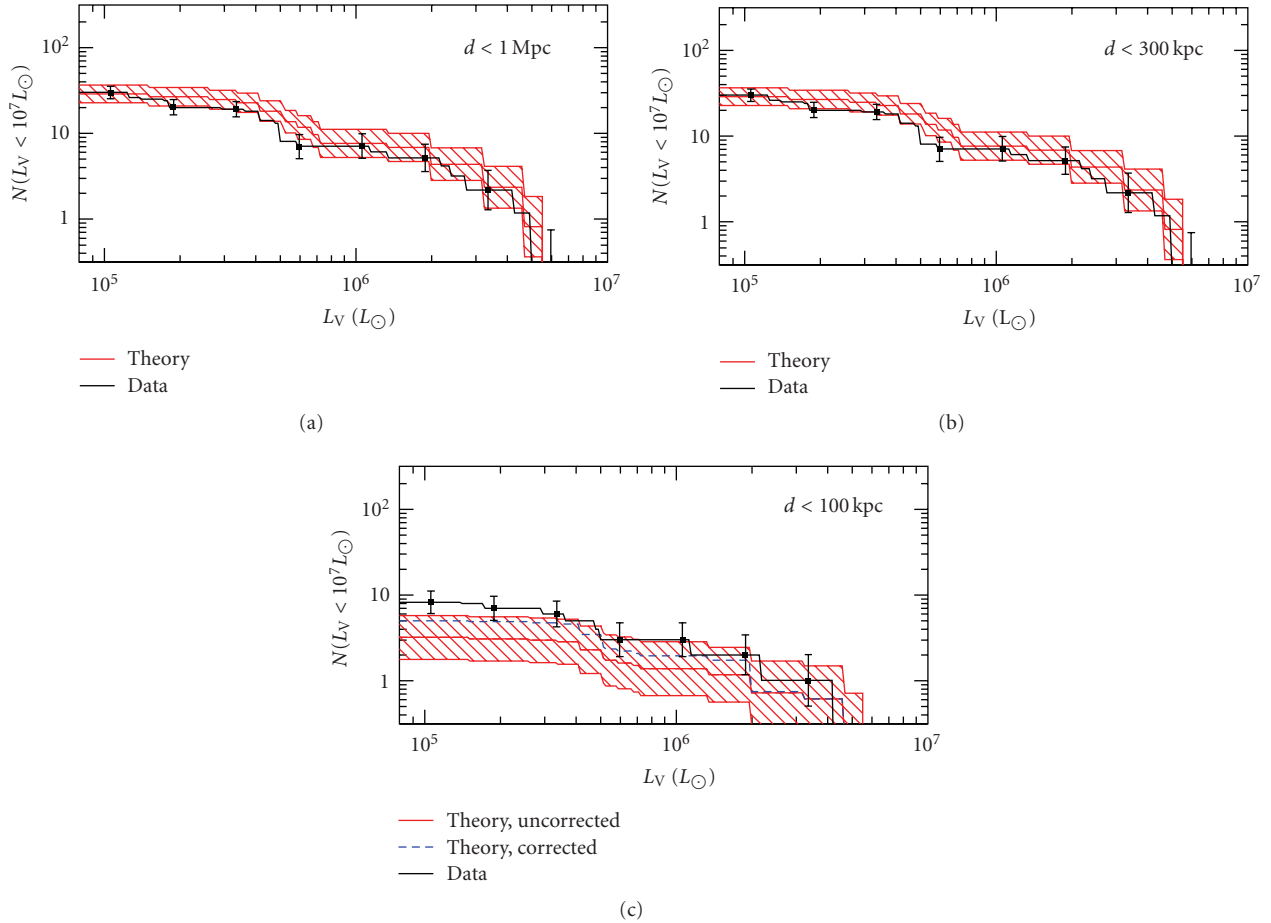 d < 1 Mpc
N(L_V < 10^7 L_⊙)
10^2
10
1
10^5 10^6 10^7
L_V (L_⊙)
Theory
Data
(a)
d < 300 kpc
N(L_V < 10^7 L_⊙)
10^2
10
1
10^5 10^6 10^7
L_V (L_⊙)
Theory
Data
(b)
d < 100 kpc
N(L_V < 10^7 L_⊙)
10^2
10
1
10^5 10^6 10^7
L_V (L_⊙)
Theory, uncorrected
Theory, corrected
Data
(c)